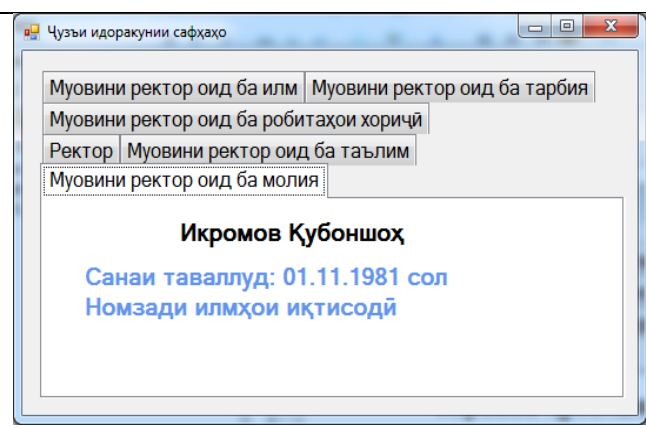 Ҷузъи идоракунии сафҳаҳо
Муовини ректор оид ба илм Муовини ректор оид ба тарбия
Муовини ректор оид ба робитаҳои хориҷӣ
Ректор Муовини ректор оид ба таълим
Муовини ректор оид ба молия
Икромов Қубоншоҳ
Санаи таваллуд: 01.11.1981 сол
Номзади илмҳои иқтисодӣ